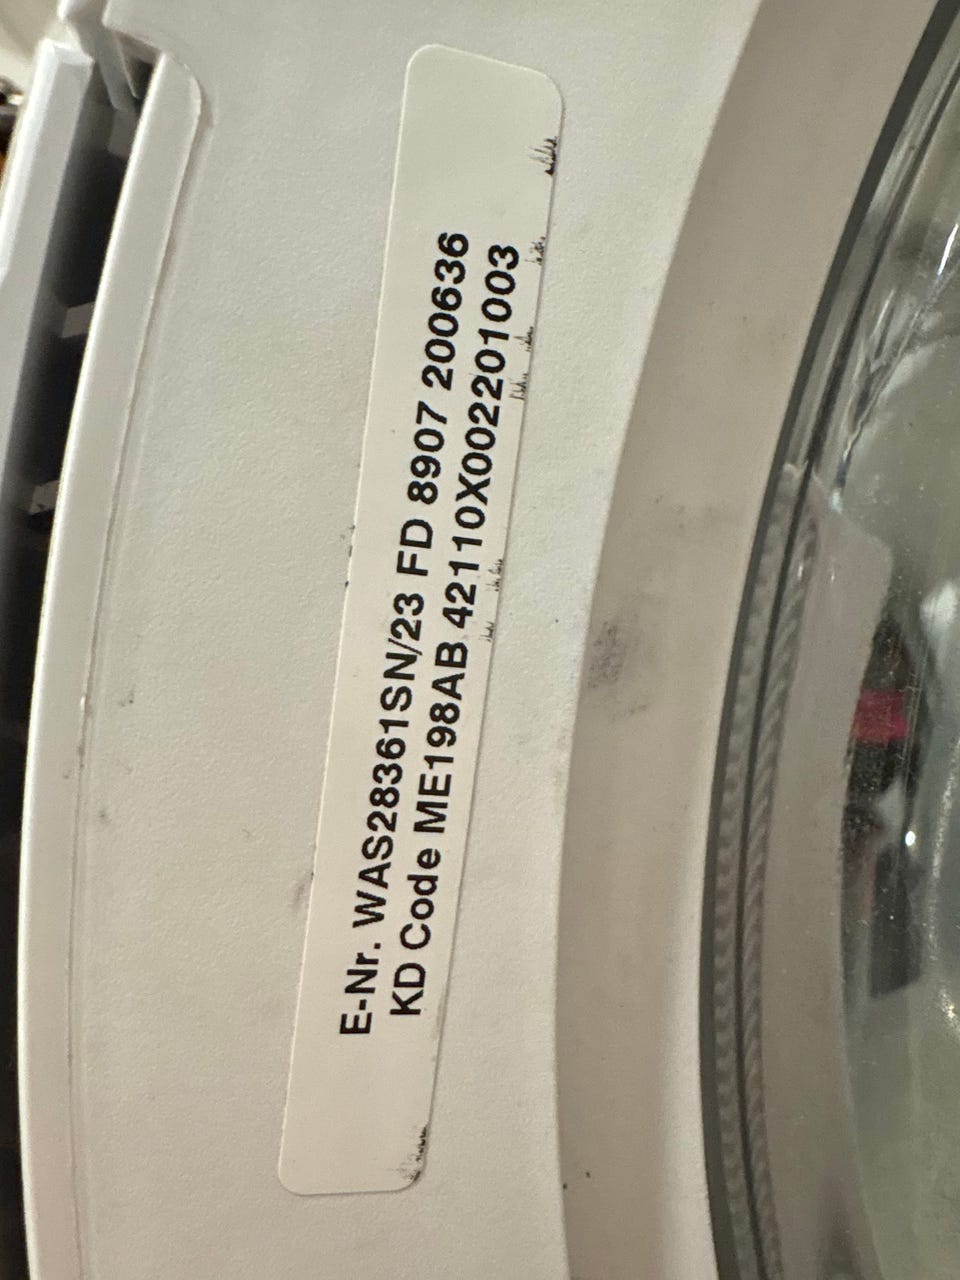 E-Nr. WAS28361SN/23 FD 8907 200636
KD Code ME198AB 42110X002201003